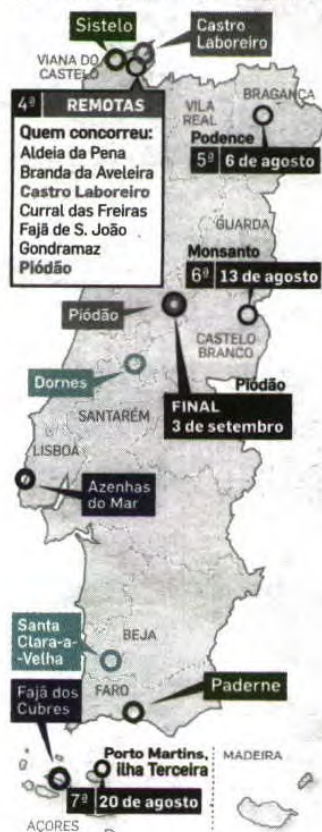 Sistelo
Castro
Laboreiro
VIANA DO
CASTELO
4ª REMOTAS
Quem concorreu:
Aldeia da Pena
Branda da Aveleira
Castro Laboreiro
Curral das Freiras
Fajã de S. João
Gondramaz
Piódão
VILA
REAL
BRAGANÇA
Podence
5ª 6 de agosto
GUARDA
Monsanto
6ª 13 de agosto
Piódão
CASTELO
BRANCO
Dornes
Piódão
FINAL
3 de setembro
SANTARÉM
LISBOA
Azenhas
do Mar
Santa
Clara-a-
-Velha
BEJA
Fajã dos
Cubres
FARO
Paderne
Porto Martins,
ilha Terceira
7ª 20 de agosto
MADEIRA
AÇORES